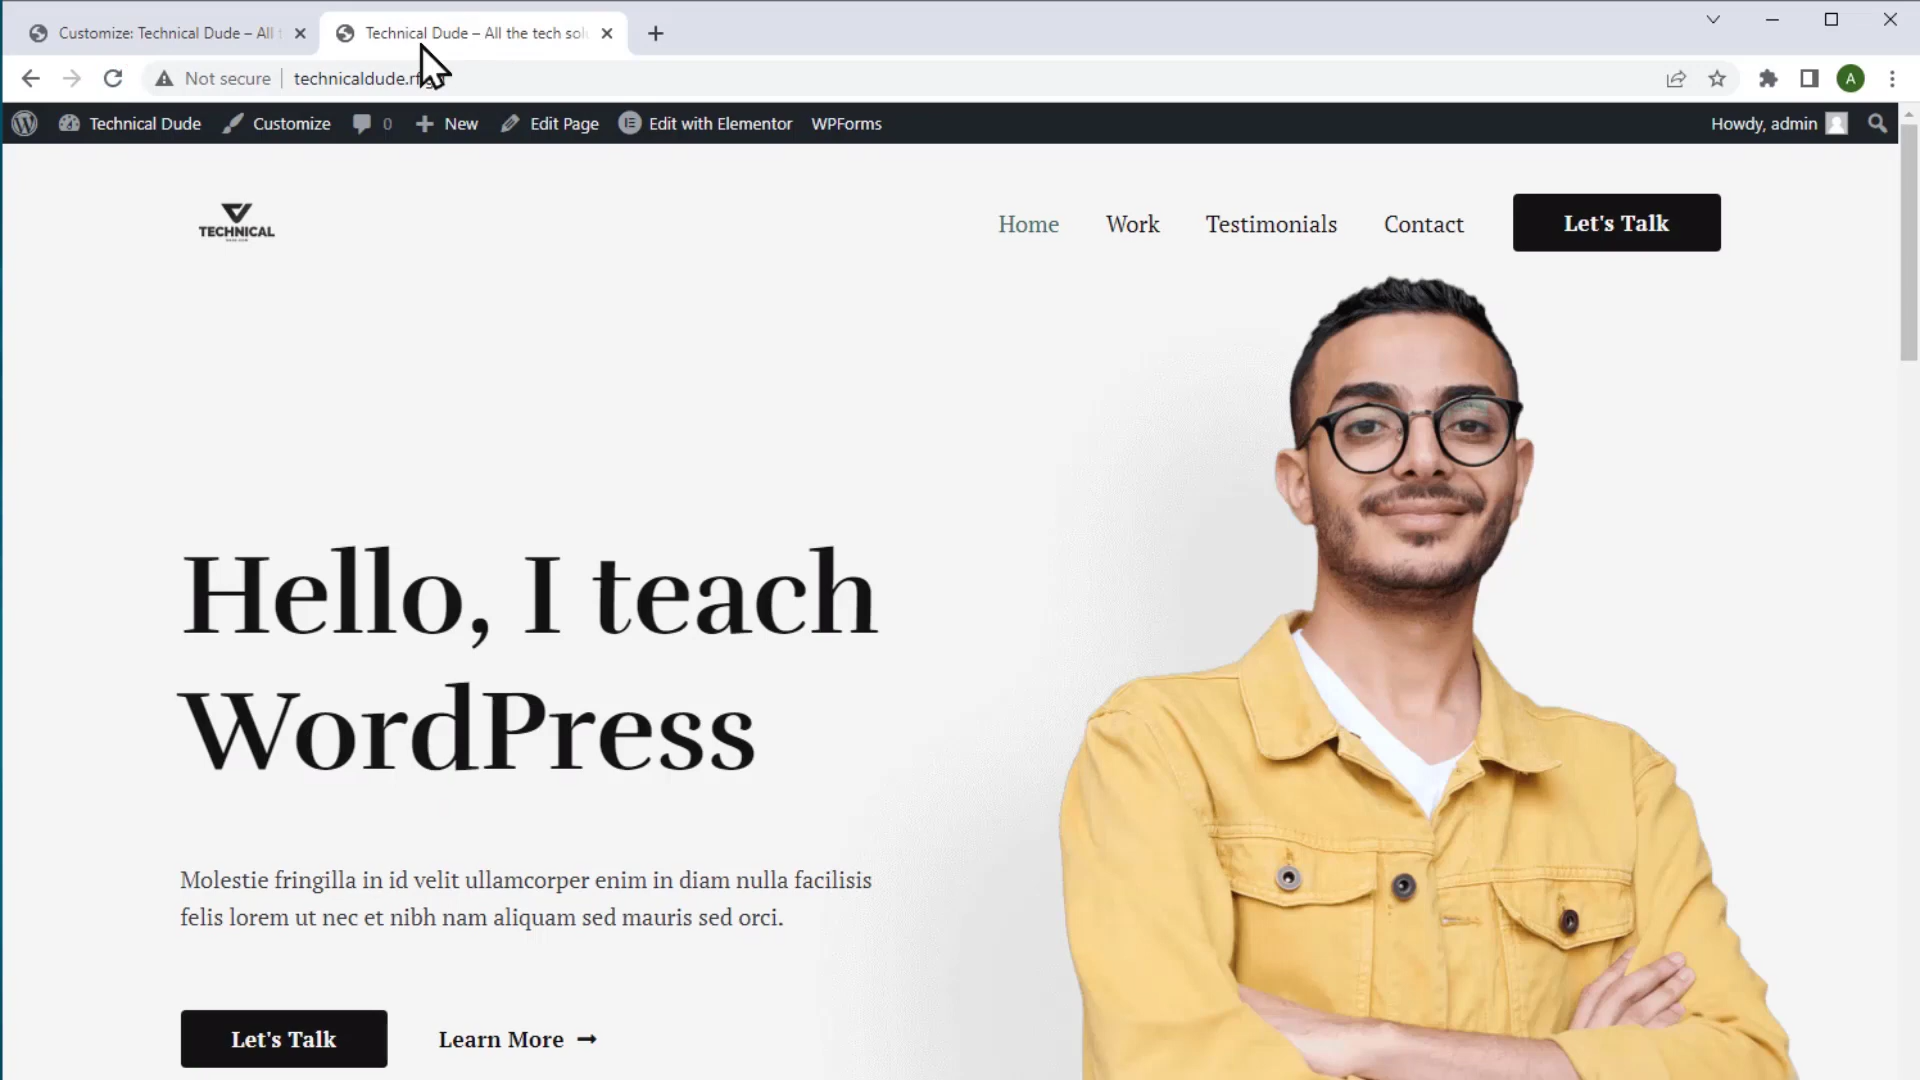 Customize: Technical Dude – All
Technical Dude – All the tech sol
Not secure
technicaldude.rf
Technical Dude
Customize
0
New
Edit Page
Edit with Elementor
WPForms
Howdy, admin
A
TECHNICAL
Home
Work
Testimonials
Contact
Let's Talk
Hello, I teach
WordPress
Molestie fringilla in id velit ullamcorper enim in diam nulla facilisis
felis lorem ut nec et nibh nam aliquam sed mauris sed orci.
Let's Talk
Learn More →